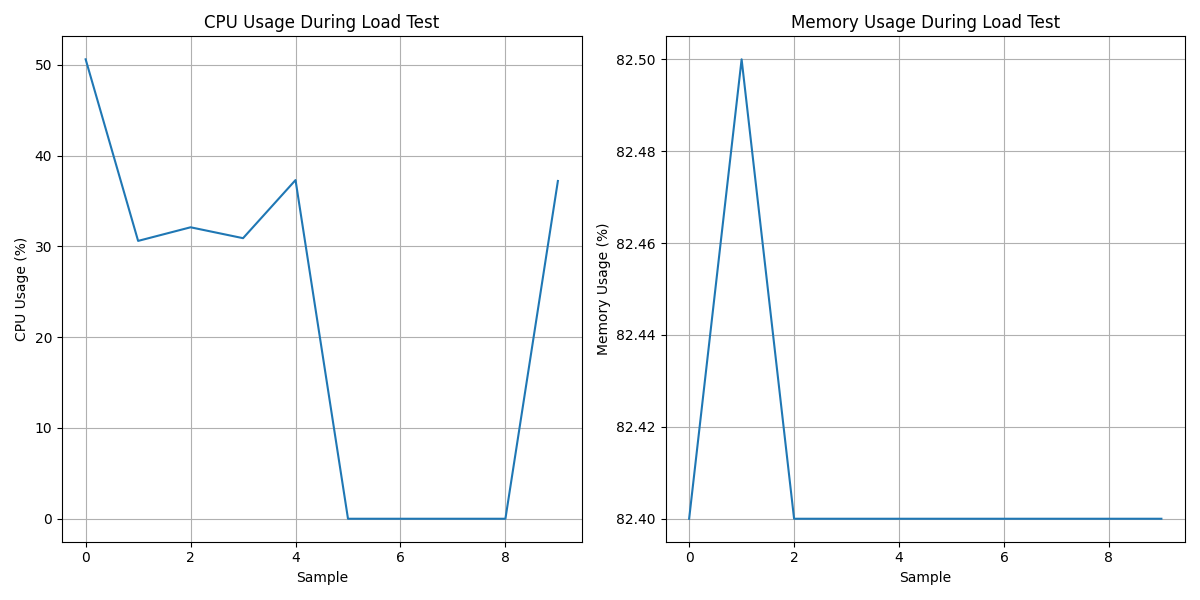 CPU Usage During Load Test
CPU Usage (%)
50
40
30
20
10
0
0 2 4 6 8
Sample
Memory Usage During Load Test
Memory Usage (%)
82.50
82.48
82.46
82.44
82.42
82.40
0 2 4 6 8
Sample